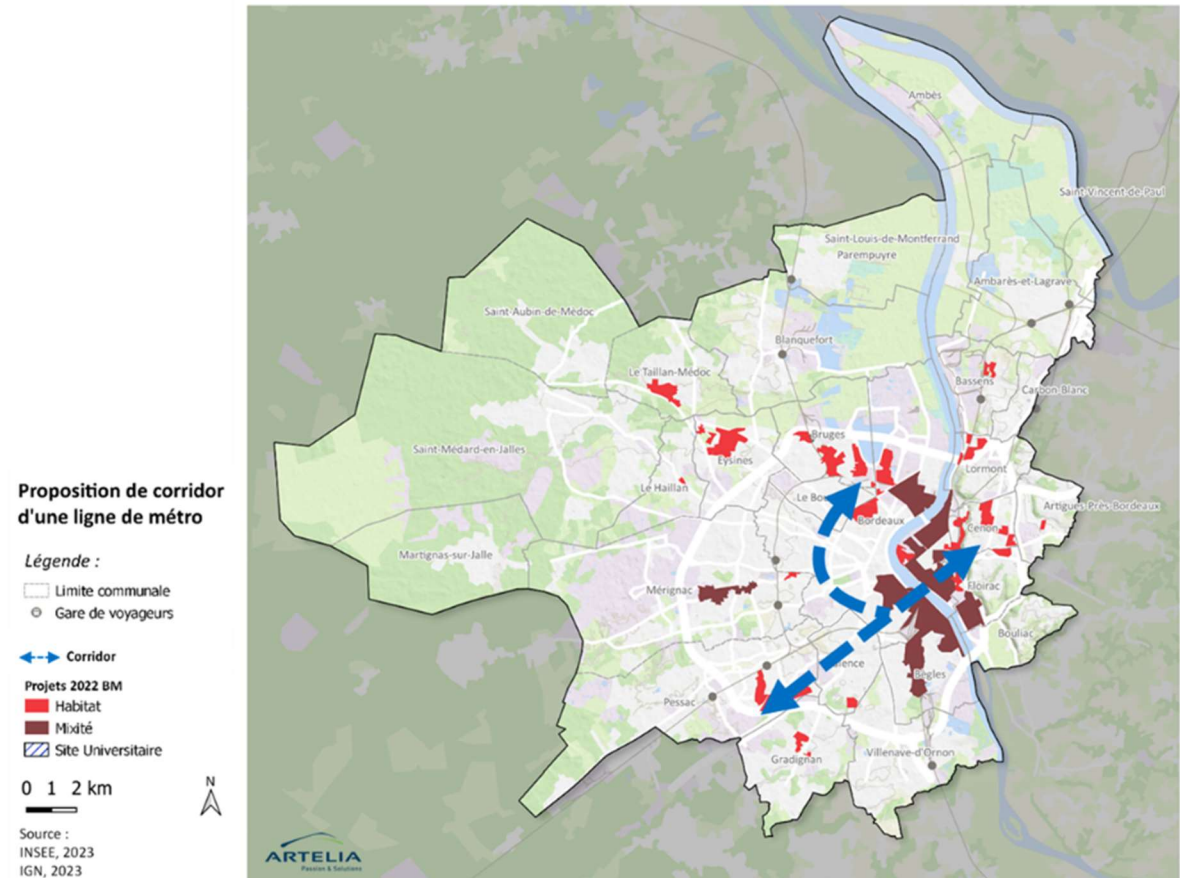 Proposition de corridor
d'une ligne de métro
Légende :
Limite communale
Gare de voyageurs
Corridor
Projets 2022 BM
Habitat
Mixité
Site Universitaire
0 1 2 km
N
Source :
INSEE, 2023
IGN, 2023
Ambès
Saint-Vincent-de-Paul
Saint-Louis-de-Montferrand
Parempuyre
Ambarès-et-Lagrave
Saint-Aubin-de-Médoc
Blanquefort
Le Taillan-Médoc
Bassens
Carbon-Blanc
Bruges
Saint-Médard-en-Jalles
Eysines
Lormont
Le Haillan
Le Bou
Artigues-Près-Bordeaux
Bordeaux
Cenon
Martignas-sur-Jalle
Mérignac
Floirac
Bouliac
lence
Bègles
Pessac
Villenave-d'Ornon
Gradignan
ARTELIA
Passion & Solutions